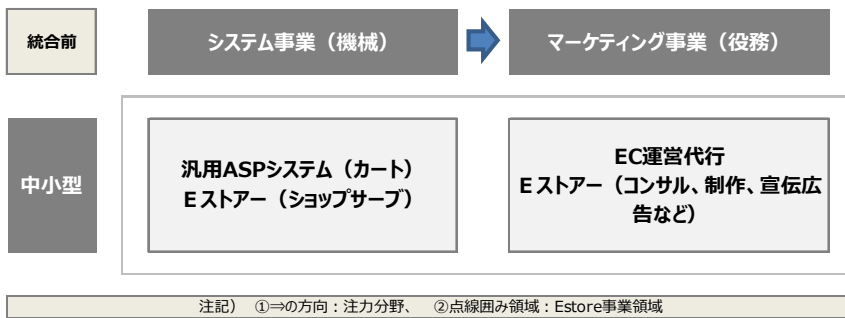 統合前
システム事業（機械）
マーケティング事業（役務）
中小型
汎用ASPシステム（カート）
Eストアー（ショップサーブ）
EC運営代行
Eストアー（コンサル、制作、宣伝広
告など）
注記） ①⇒の方向：注力分野、 ②点線囲み領域：Estore事業領域